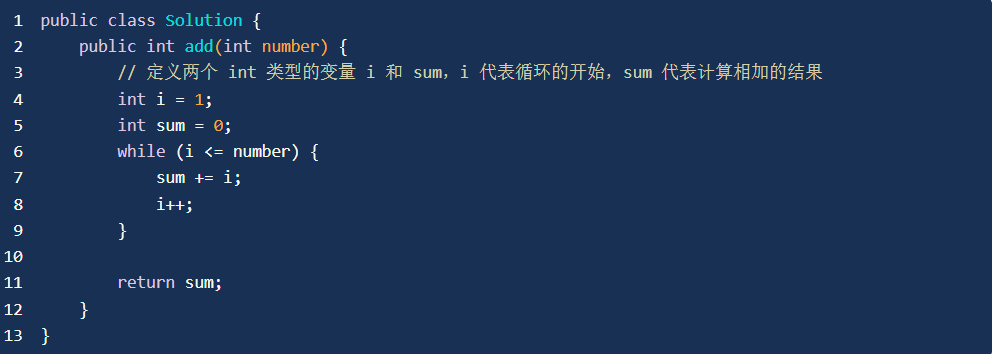 1 public class Solution {
2     public int add(int number) {
3         // 定义两个 int 类型的变量 i 和 sum，i 代表循环的开始，sum 代表计算相加的结果
4         int i = 1;
5         int sum = 0;
6         while (i <= number) {
7             sum += i;
8             i++;
9         }
10
11         return sum;
12     }
13 }